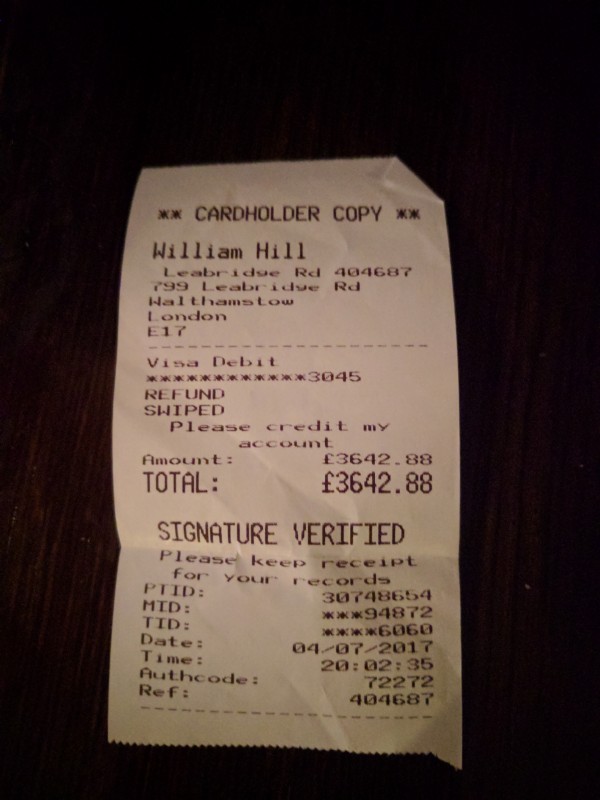 ** CARDHOLDER COPY **
William Hill
Leabridge Rd 404687
799 Leabridge Rd
Walthamstow
London
E17
Visa Debit
************3045
REFUND
SWIPED
Please credit my
account
Amount: £3642.88
TOTAL: £3642.88
SIGNATURE VERIFIED
Please keep receipt
for your records
PTID: 30748654
MID: ***94872
TID: ****6060
Date: 04/07/2017
Time: 20:02:35
Authcode: 72272
Ref: 404687